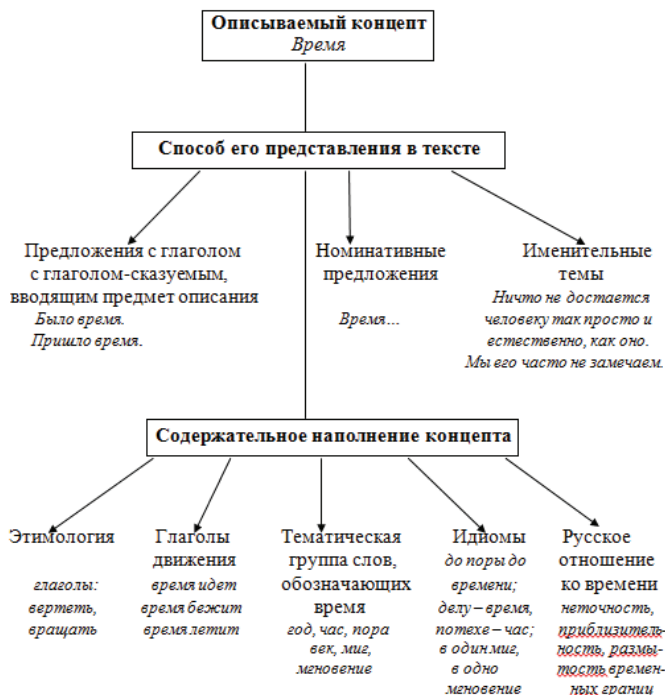 Описываемый концепт
Время
Способ его представления в тексте
Предложения с глаголом
с глаголом-сказуемым,
вводящим предмет описания
Было время.
Пришло время.
Номинативные
предложения
Время…
Именительные
темы
Ничто не достается
человеку так просто и
естественно, как оно.
Мы его часто не замечаем.
Содержательное наполнение концепта
Этимология
глаголы:
вертеть,
вращать
Глаголы
движения
время идет
время бежит
время летит
Тематическая
группа слов,
обозначающих
время
год, час, пора
век, миг,
мгновение
Идиомы
до поры до
времени;
делу – время,
потехе – час;
в один миг,
в одно
мгновение
Русское
отношение
ко времени
неточность,
приблизитель-
ность, размы-
тость времен-
ных границ